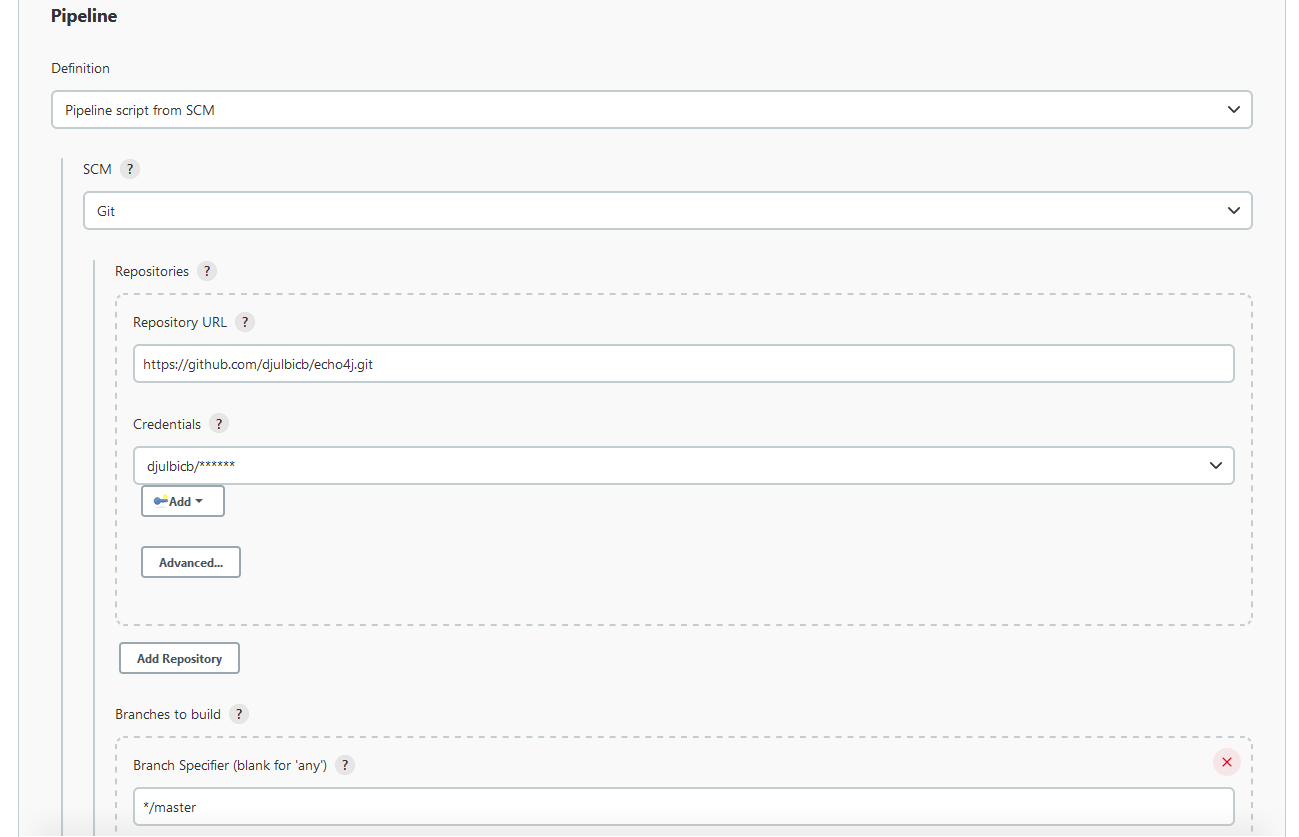 Pipeline
Definition
Pipeline script from SCM
SCM ?
Git
Repositories ?
Repository URL ?
https://github.com/djulbicb/echo4j.git
Credentials ?
djulbicb/******
Add
Advanced...
Add Repository
Branches to build ?
Branch Specifier (blank for 'any') ?
*/master